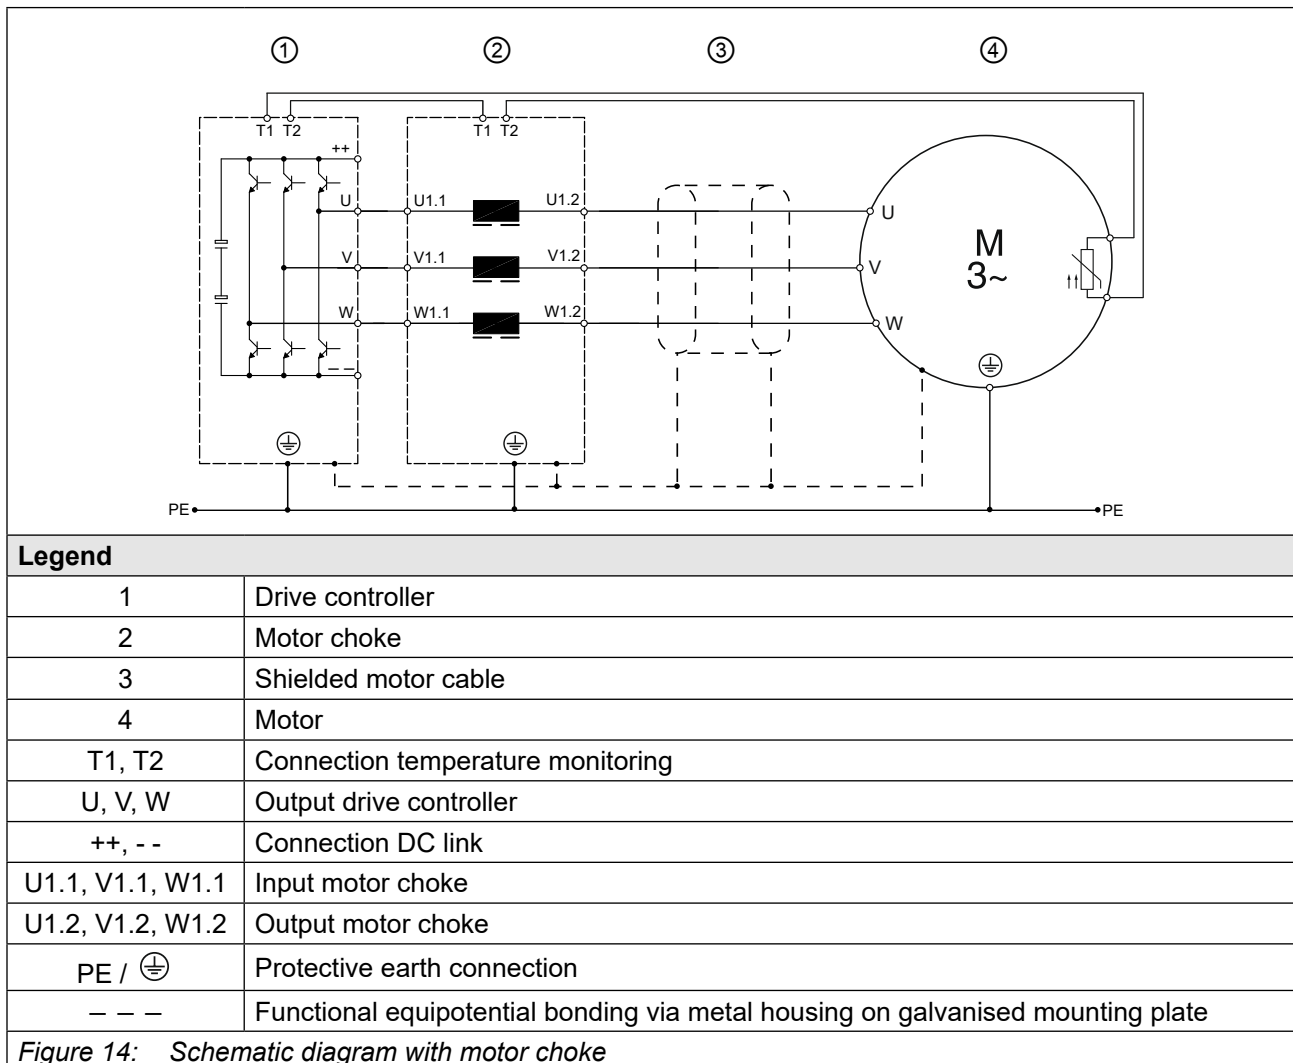 ① ② ③ ④
T1 T2 T1 T2
++
U U1.1 U1.2 U
M
3~
V V1.1 V1.2 V
W W1.1 W1.2 W
- -
PE PE
Legend
1 Drive controller
2 Motor choke
3 Shielded motor cable
4 Motor
T1, T2 Connection temperature monitoring
U, V, W Output drive controller
++, - - Connection DC link
U1.1, V1.1, W1.1 Input motor choke
U1.2, V1.2, W1.2 Output motor choke
PE / Protective earth connection
– – – Functional equipotential bonding via metal housing on galvanised mounting plate
Figure 14: Schematic diagram with motor choke